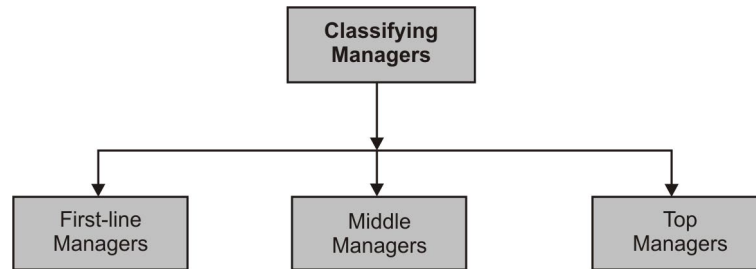 Classifying
Managers
First-line
Managers
Middle
Managers
Top
Managers